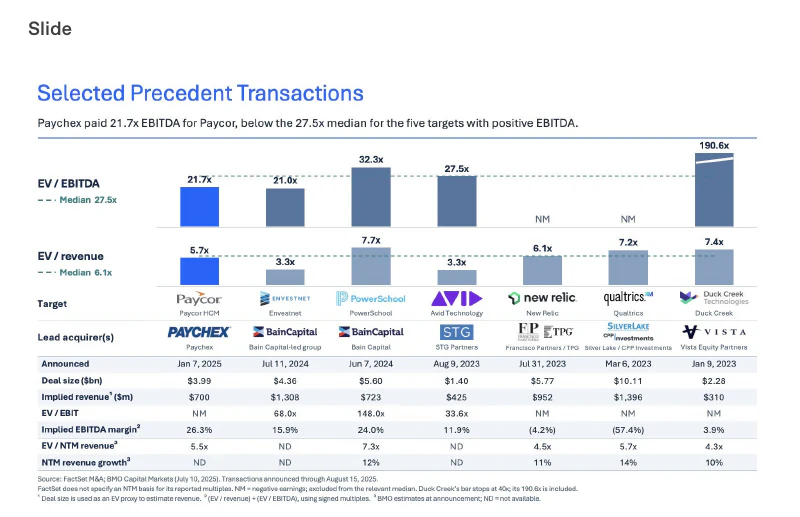 Slide
Selected Precedent Transactions
Paychex paid 21.7x EBITDA for Paycor, below the 27.5x median for the five targets with positive EBITDA.
190.6x
32.3x
27.5x
21.7x 21.0x
EV / EBITDA
Median 27.5x
NM NM
7.7x
7.2x 7.4x
5.7x 6.1x
3.3x 3.3x
EV / revenue
Median 6.1x
Target
Paycor ENVESTNET PowerSchool AVID new relic. qualtrics.XM Duck Creek Technologies
Paycor HCM Envestnet PowerSchool Avid Technology New Relic Qualtrics Duck Creek
Lead acquirer(s)
PAYCHEX BainCapital BainCapital STG FP FRANCISCO PARTNERS TPG SILVERLAKE CPP Investments VISTA
Paychex Bain Capital-led group Bain Capital STG Partners Francisco Partners / TPG Silver Lake / CPP Investments Vista Equity Partners
Announced Jan 7, 2025 Jul 11, 2024 Jun 7, 2024 Aug 9, 2023 Jul 31, 2023 Mar 6, 2023 Jan 9, 2023
Deal size ($bn) $3.99 $4.36 $5.60 $1.40 $5.77 $10.11 $2.28
Implied revenue¹ ($m) $700 $1,308 $723 $425 $952 $1,396 $310
EV / EBIT NM 68.0x 148.0x 33.6x NM NM NM
Implied EBITDA margin² 26.3% 15.9% 24.0% 11.9% (4.2%) (57.4%) 3.9%
EV / NTM revenue³ 5.5x ND 7.3x ND 4.5x 5.7x 4.3x
NTM revenue growth³ ND ND 12% ND 11% 14% 10%
Source: FactSet M&A; BMO Capital Markets (July 10, 2025). Transactions announced through August 15, 2025.
FactSet does not specify an NTM basis for its reported multiples. NM = negative earnings; excluded from the relevant median. Duck Creek's bar stops at 40x; its 190.6x is included.
¹ Deal size is used as an EV proxy to estimate revenue. ² (EV / revenue) ÷ (EV / EBITDA), using signed multiples. ³ BMO estimates at announcement; ND = not available.